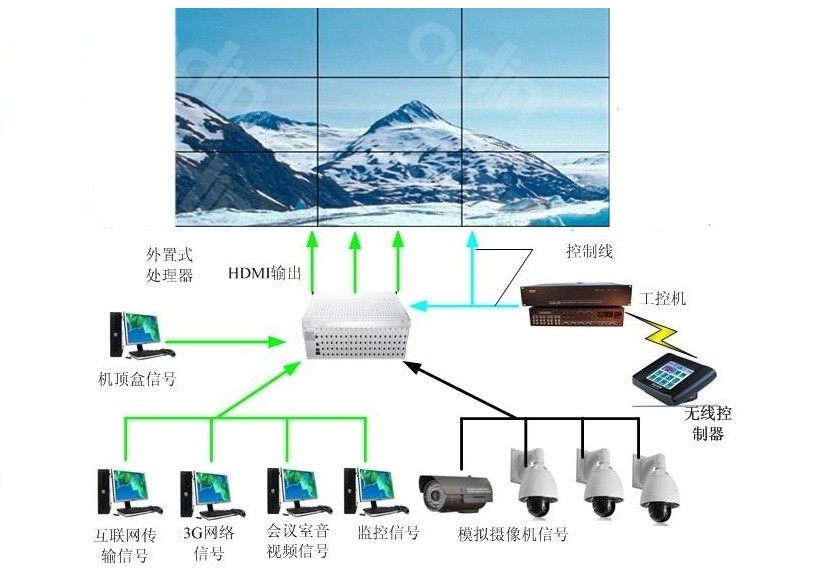 odin
外置式
处理器
HDMI输出
控制线
工控机
机顶盒信号
无线控
制器
互联网传
输信号
3G网络
信号
会议室音
视频信号
监控信号
模拟摄像机信号